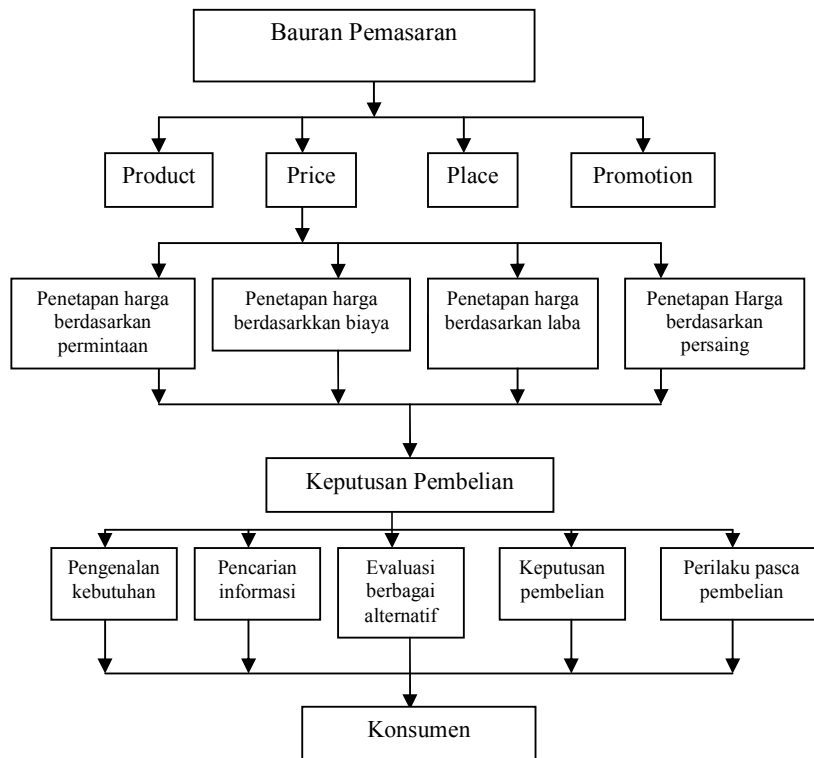 Bauran Pemasaran
Product
Price
Place
Promotion
Penetapan harga
berdasarkan
permintaan
Penetapan harga
berdasarkkan biaya
Penetapan harga
berdasarkan laba
Penetapan Harga
berdasarkan
persaing
Keputusan Pembelian
Pengenalan
kebutuhan
Pencarian
informasi
Evaluasi
berbagai
alternatif
Keputusan
pembelian
Perilaku pasca
pembelian
Konsumen